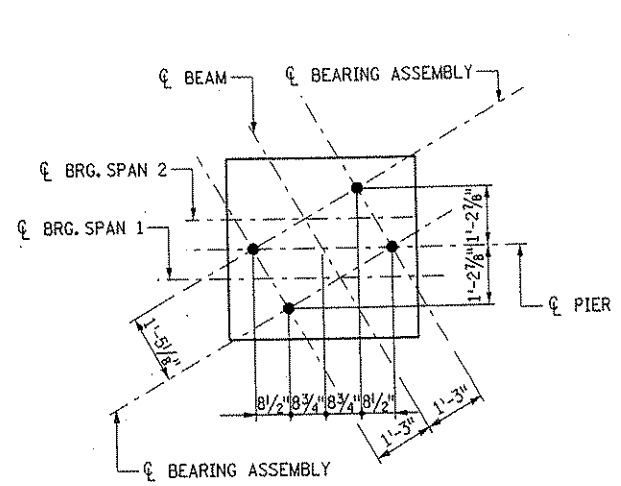 ℄ BEAM
℄ BEARING ASSEMBLY
℄ BRG. SPAN 2
℄ BRG. SPAN 1
1'-2⅞"
1'-2⅞"
℄ PIER
1'-5⅛"
8½" 8¾" 8¾" 8½"
1'-3"
1'-3"
℄ BEARING ASSEMBLY